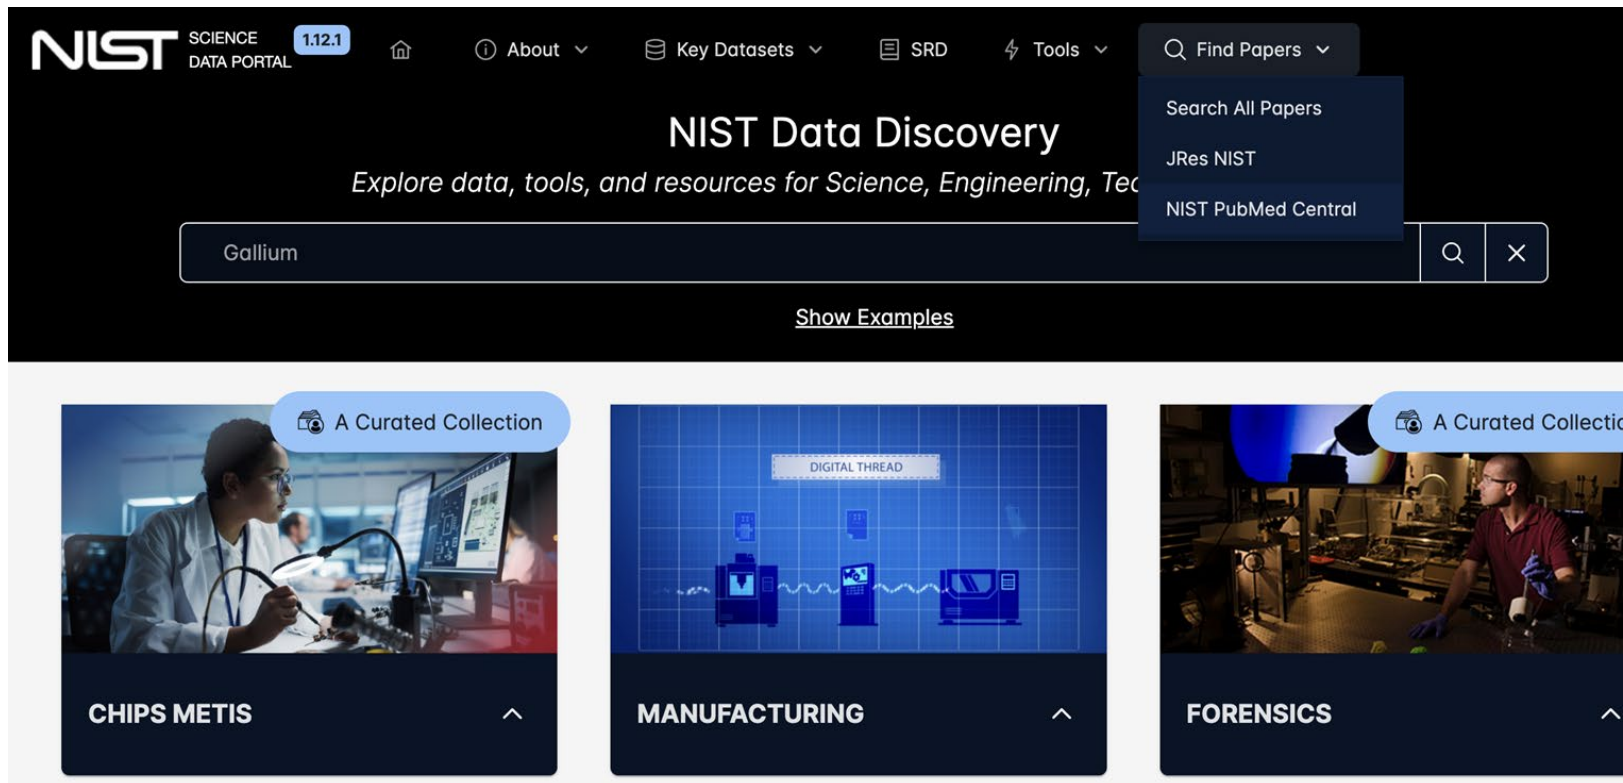 NIST SCIENCE DATA PORTAL 1.12.1 About Key Datasets SRD Tools Find Papers
Search All Papers
JRes NIST
NIST PubMed Central
NIST Data Discovery
Explore data, tools, and resources for Science, Engineering, Tec
Gallium
Show Examples
A Curated Collection
DIGITAL THREAD
A Curated Collectio
CHIPS METIS
MANUFACTURING
FORENSICS